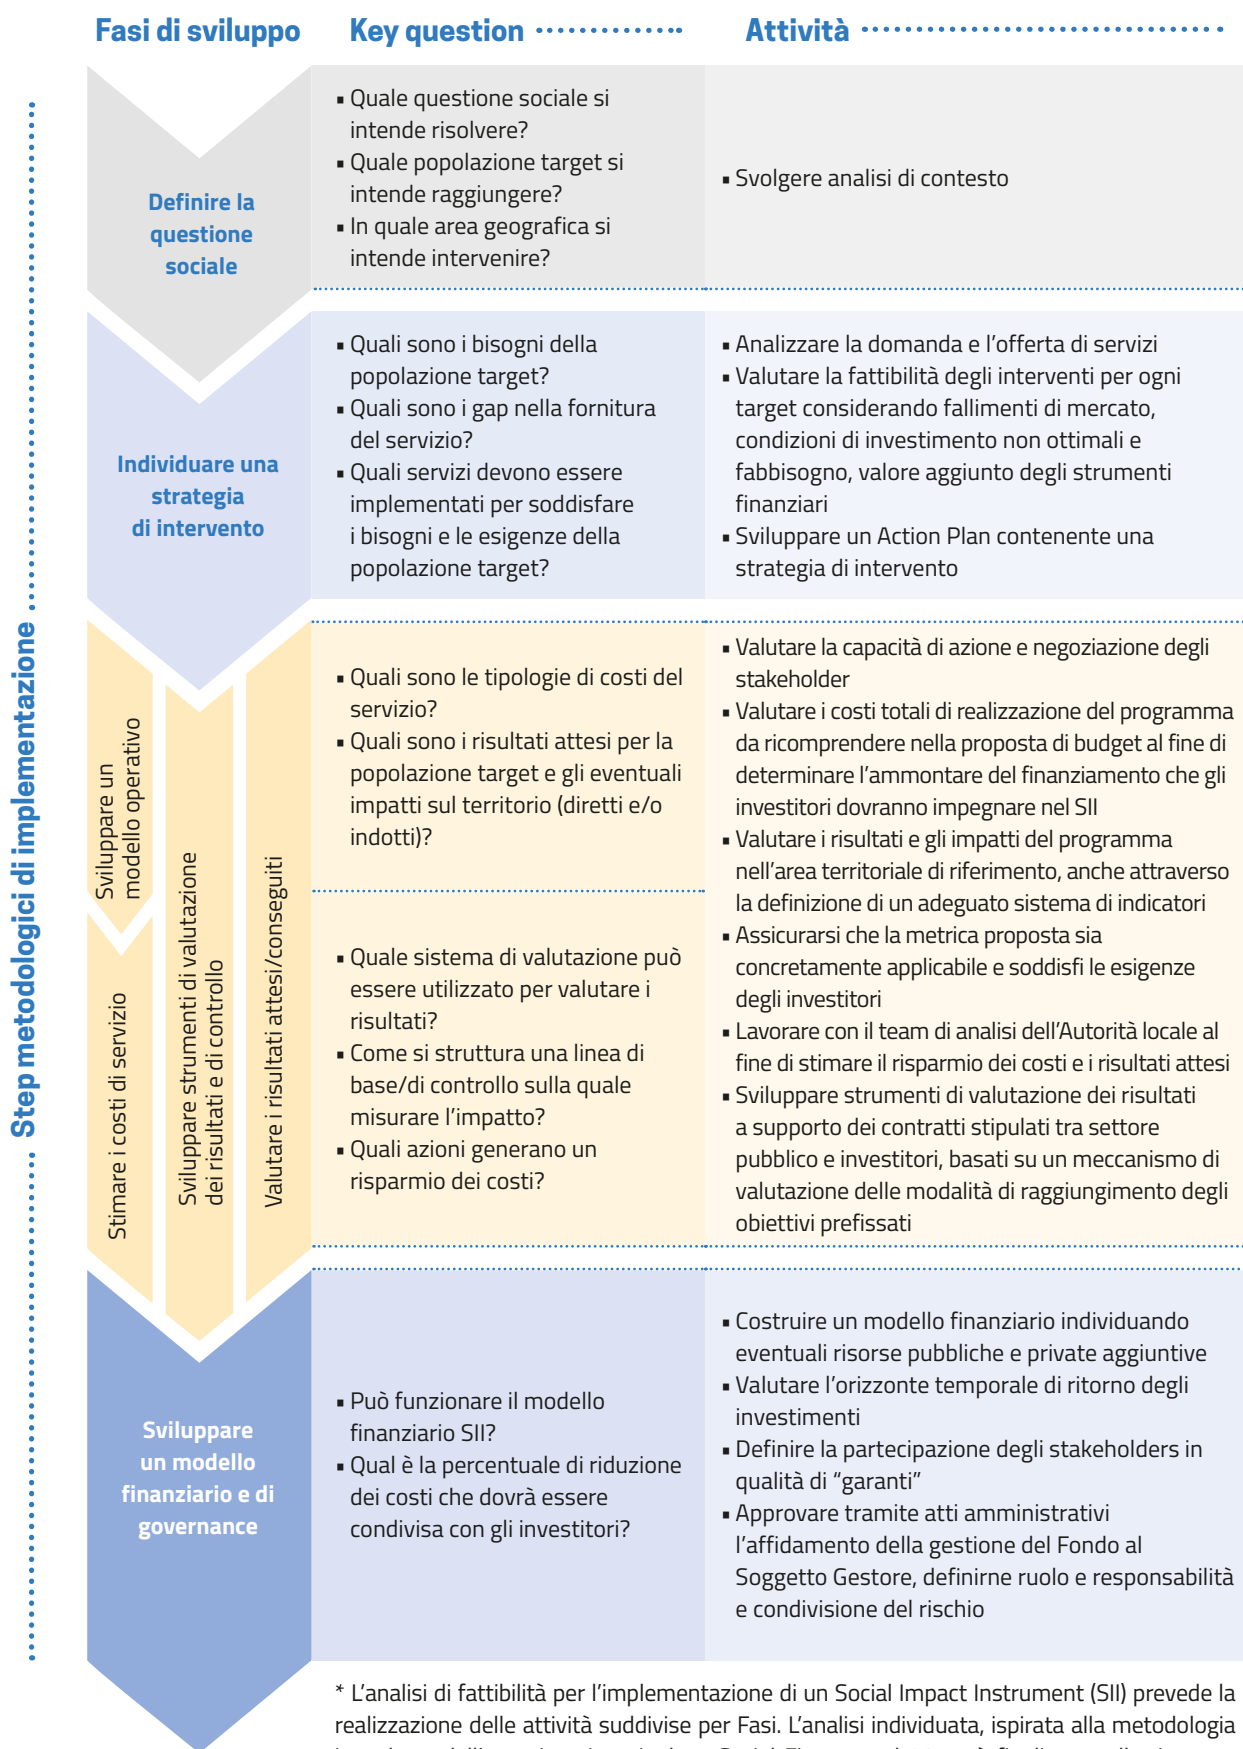 Fasi di sviluppo
Key question
Attività
Step metodologici di implementazione
Definire la
questione
sociale
▪ Quale questione sociale si
intende risolvere?
▪ Quale popolazione target si
intende raggiungere?
▪ In quale area geografica si
intende intervenire?
▪ Svolgere analisi di contesto
Individuare una
strategia
di intervento
▪ Quali sono i bisogni della
popolazione target?
▪ Quali sono i gap nella fornitura
del servizio?
▪ Quali servizi devono essere
implementati per soddisfare
i bisogni e le esigenze della
popolazione target?
▪ Analizzare la domanda e l’offerta di servizi
▪ Valutare la fattibilità degli interventi per ogni
target considerando fallimenti di mercato,
condizioni di investimento non ottimali e
fabbisogno, valore aggiunto degli strumenti
finanziari
▪ Sviluppare un Action Plan contenente una
strategia di intervento
Sviluppare un
modello operativo
Stimare i costi di servizio
Sviluppare strumenti di valutazione
dei risultati e di controllo
Valutare i risultati attesi/conseguiti
▪ Quali sono le tipologie di costi del
servizio?
▪ Quali sono i risultati attesi per la
popolazione target e gli eventuali
impatti sul territorio (diretti e/o
indotti)?
▪ Quale sistema di valutazione può
essere utilizzato per valutare i
risultati?
▪ Come si struttura una linea di
base/di controllo sulla quale
misurare l’impatto?
▪ Quali azioni generano un
risparmio dei costi?
▪ Valutare la capacità di azione e negoziazione degli
stakeholder
▪ Valutare i costi totali di realizzazione del programma
da ricomprendere nella proposta di budget al fine di
determinare l’ammontare del finanziamento che gli
investitori dovranno impegnare nel SII
▪ Valutare i risultati e gli impatti del programma
nell’area territoriale di riferimento, anche attraverso
la definizione di un adeguato sistema di indicatori
▪ Assicurarsi che la metrica proposta sia
concretamente applicabile e soddisfi le esigenze
degli investitori
▪ Lavorare con il team di analisi dell’Autorità locale al
fine di stimare il risparmio dei costi e i risultati attesi
▪ Sviluppare strumenti di valutazione dei risultati
a supporto dei contratti stipulati tra settore
pubblico e investitori, basati su un meccanismo di
valutazione delle modalità di raggiungimento degli
obiettivi prefissati
Sviluppare
un modello
finanziario e di
governance
▪ Può funzionare il modello
finanziario SII?
▪ Qual è la percentuale di riduzione
dei costi che dovrà essere
condivisa con gli investitori?
▪ Costruire un modello finanziario individuando
eventuali risorse pubbliche e private aggiuntive
▪ Valutare l’orizzonte temporale di ritorno degli
investimenti
▪ Definire la partecipazione degli stakeholders in
qualità di “garanti”
▪ Approvare tramite atti amministrativi
l’affidamento della gestione del Fondo al
Soggetto Gestore, definirne ruolo e responsabilità
e condivisione del rischio
* L’analisi di fattibilità per l’implementazione di un Social Impact Instrument (SII) prevede la
realizzazione delle attività suddivise per Fasi. L’analisi individuata, ispirata alla metodologia